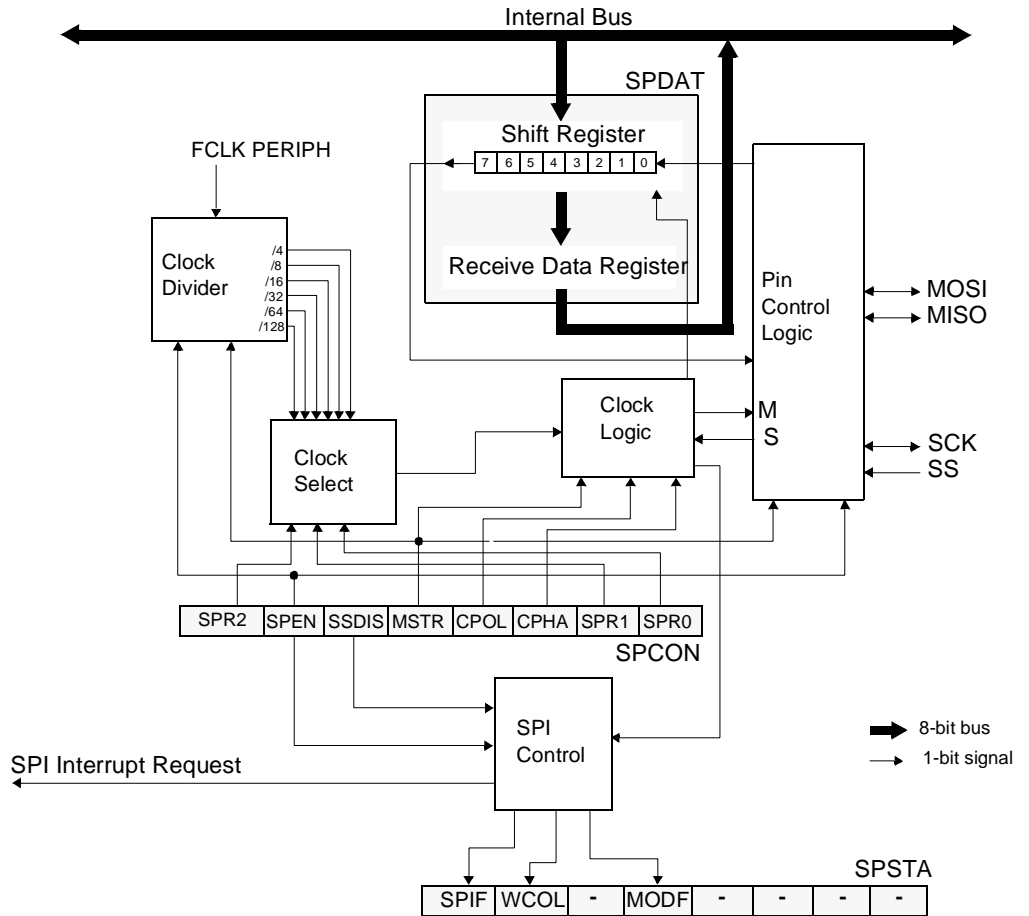 Internal Bus
SPDAT
Shift Register
7 6 5 4 3 2 1 0
FCLK PERIPH
Clock
Divider
/4
/8
/16
/32
/64
/128
Receive Data Register
Pin
Control
Logic
MOSI
MISO
Clock
Logic
M
S
SCK
SS
Clock
Select
SPR2 SPEN SSDIS MSTR CPOL CPHA SPR1 SPR0
SPCON
SPI
Control
8-bit bus
1-bit signal
SPI Interrupt Request
SPSTA
SPIF WCOL - MODF - - - -